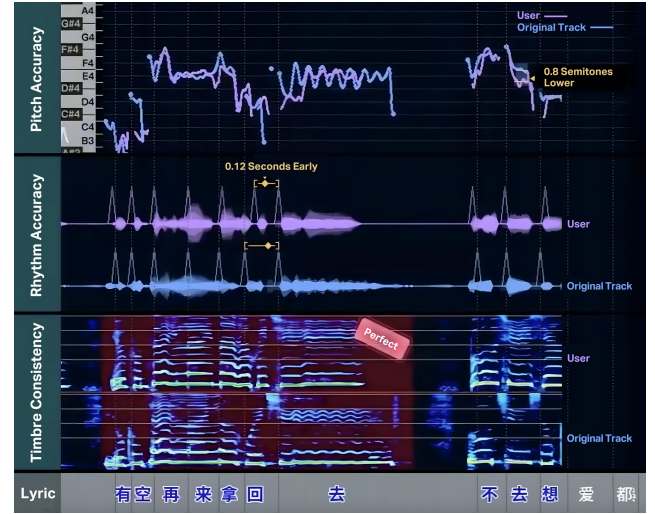 Pitch Accuracy
A4
G#4
G4
F#4
F4
E4
D#4
D4
C#4
C4
B3
A#3
User
Original Track
0.8 Semitones
Lower
Rhythm Accuracy
0.12 Seconds Early
User
Original Track
Timbre Consistency
Perfect
User
Original Track
Lyric
有 空 再 来 拿 回 去 不 去 想 爱 都